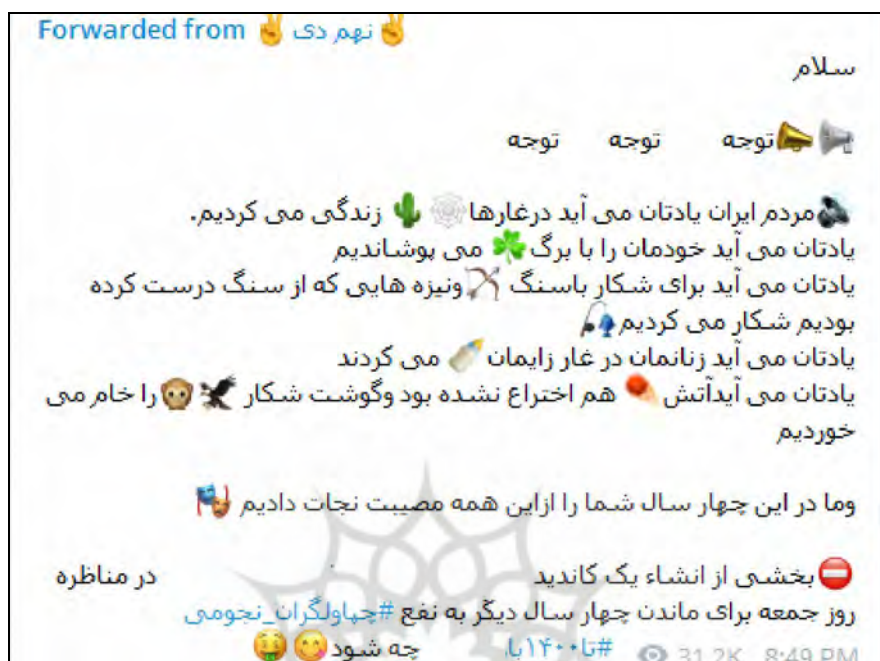 Forwarded from ✌️ نهم دی ✌️
سلام
📢📣توجه توجه توجه
🔊مردم ایران یادتان می آید درغارها🕸🌵 زندگی می کردیم.
یادتان می آید خودمان را با برگ☘️ می پوشاندیم
یادتان می آید برای شکار باسنگ 🏹ونیزه هایی که از سنگ درست کرده
بودیم شکار می کردیم🎣
یادتان می آید زنانمان در غار زایمان🍼 می کردند
یادتان می آیدآتش☄️ هم اختراع نشده بود وگوشت شکار 🦅🐵را خام می
خوردیم
وما در این چهار سال شما را ازاین همه مصیبت نجات دادیم 🎭
⛔️بخشی از انشاء یک کاندید در مناظره
روز جمعه برای ماندن چهار سال دیگر به نفع #چپاولگران_نجومی
#تا۱۴۰۰با چه شود😋🤑
31.2K 8:49 PM